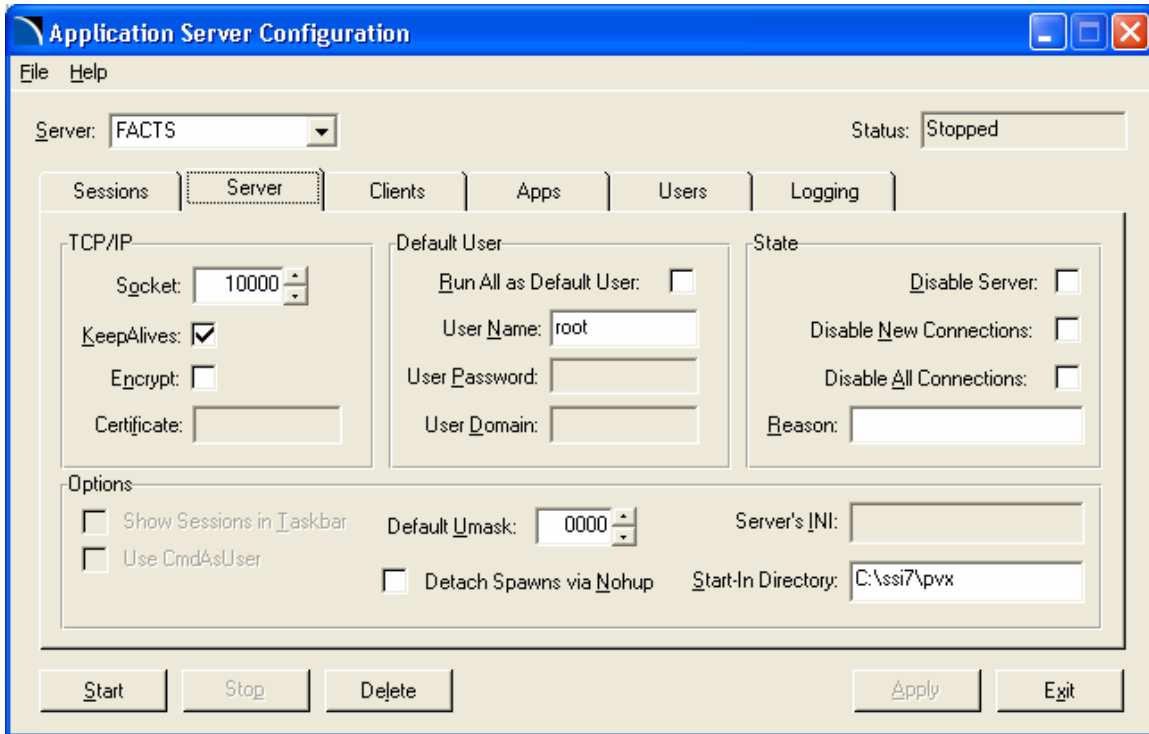 Application Server Configuration
File Help
Server: FACTS Status: Stopped
Sessions Server Clients Apps Users Logging
TCP/IP Default User State
Socket: 10000 Run All as Default User: Disable Server:
KeepAlives: User Name: root Disable New Connections:
Encrypt: User Password: Disable All Connections:
Certificate: User Domain: Reason:
Options
Show Sessions in Taskbar Default Umask: 0000 Server's INI:
Use CmdAsUser
Detach Spawns via Nohup Start-In Directory: C:\ssi7\pvx
Start Stop Delete Apply Exit